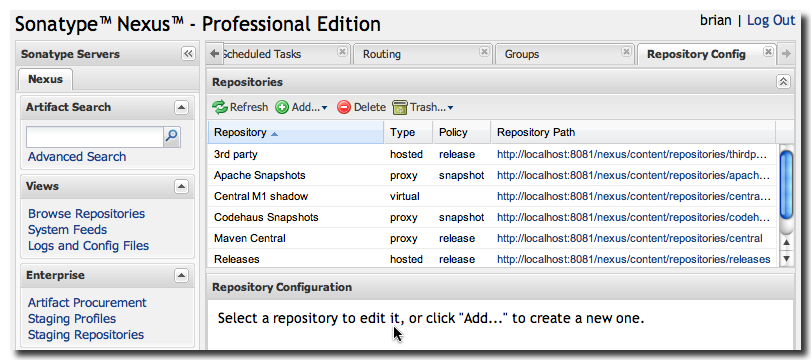 Sonatype™ Nexus™ - Professional Edition
brian | Log Out
Sonatype Servers
Scheduled Tasks Routing Groups Repository Config
Nexus
Repositories
Artifact Search
Refresh Add... Delete Trash...
Repository Type Policy Repository Path
Advanced Search
3rd party hosted release http://localhost:8081/nexus/content/repositories/thirdp...
Apache Snapshots proxy snapshot http://localhost:8081/nexus/content/repositories/apach...
Views
Central M1 shadow virtual http://localhost:8081/nexus/content/repositories/centra...
Browse Repositories
Codehaus Snapshots proxy snapshot http://localhost:8081/nexus/content/repositories/codeh...
System Feeds
Maven Central proxy release http://localhost:8081/nexus/content/repositories/central
Logs and Config Files
Releases hosted release http://localhost:8081/nexus/content/repositories/releases
Enterprise
Repository Configuration
Artifact Procurement
Select a repository to edit it, or click "Add..." to create a new one.
Staging Profiles
Staging Repositories